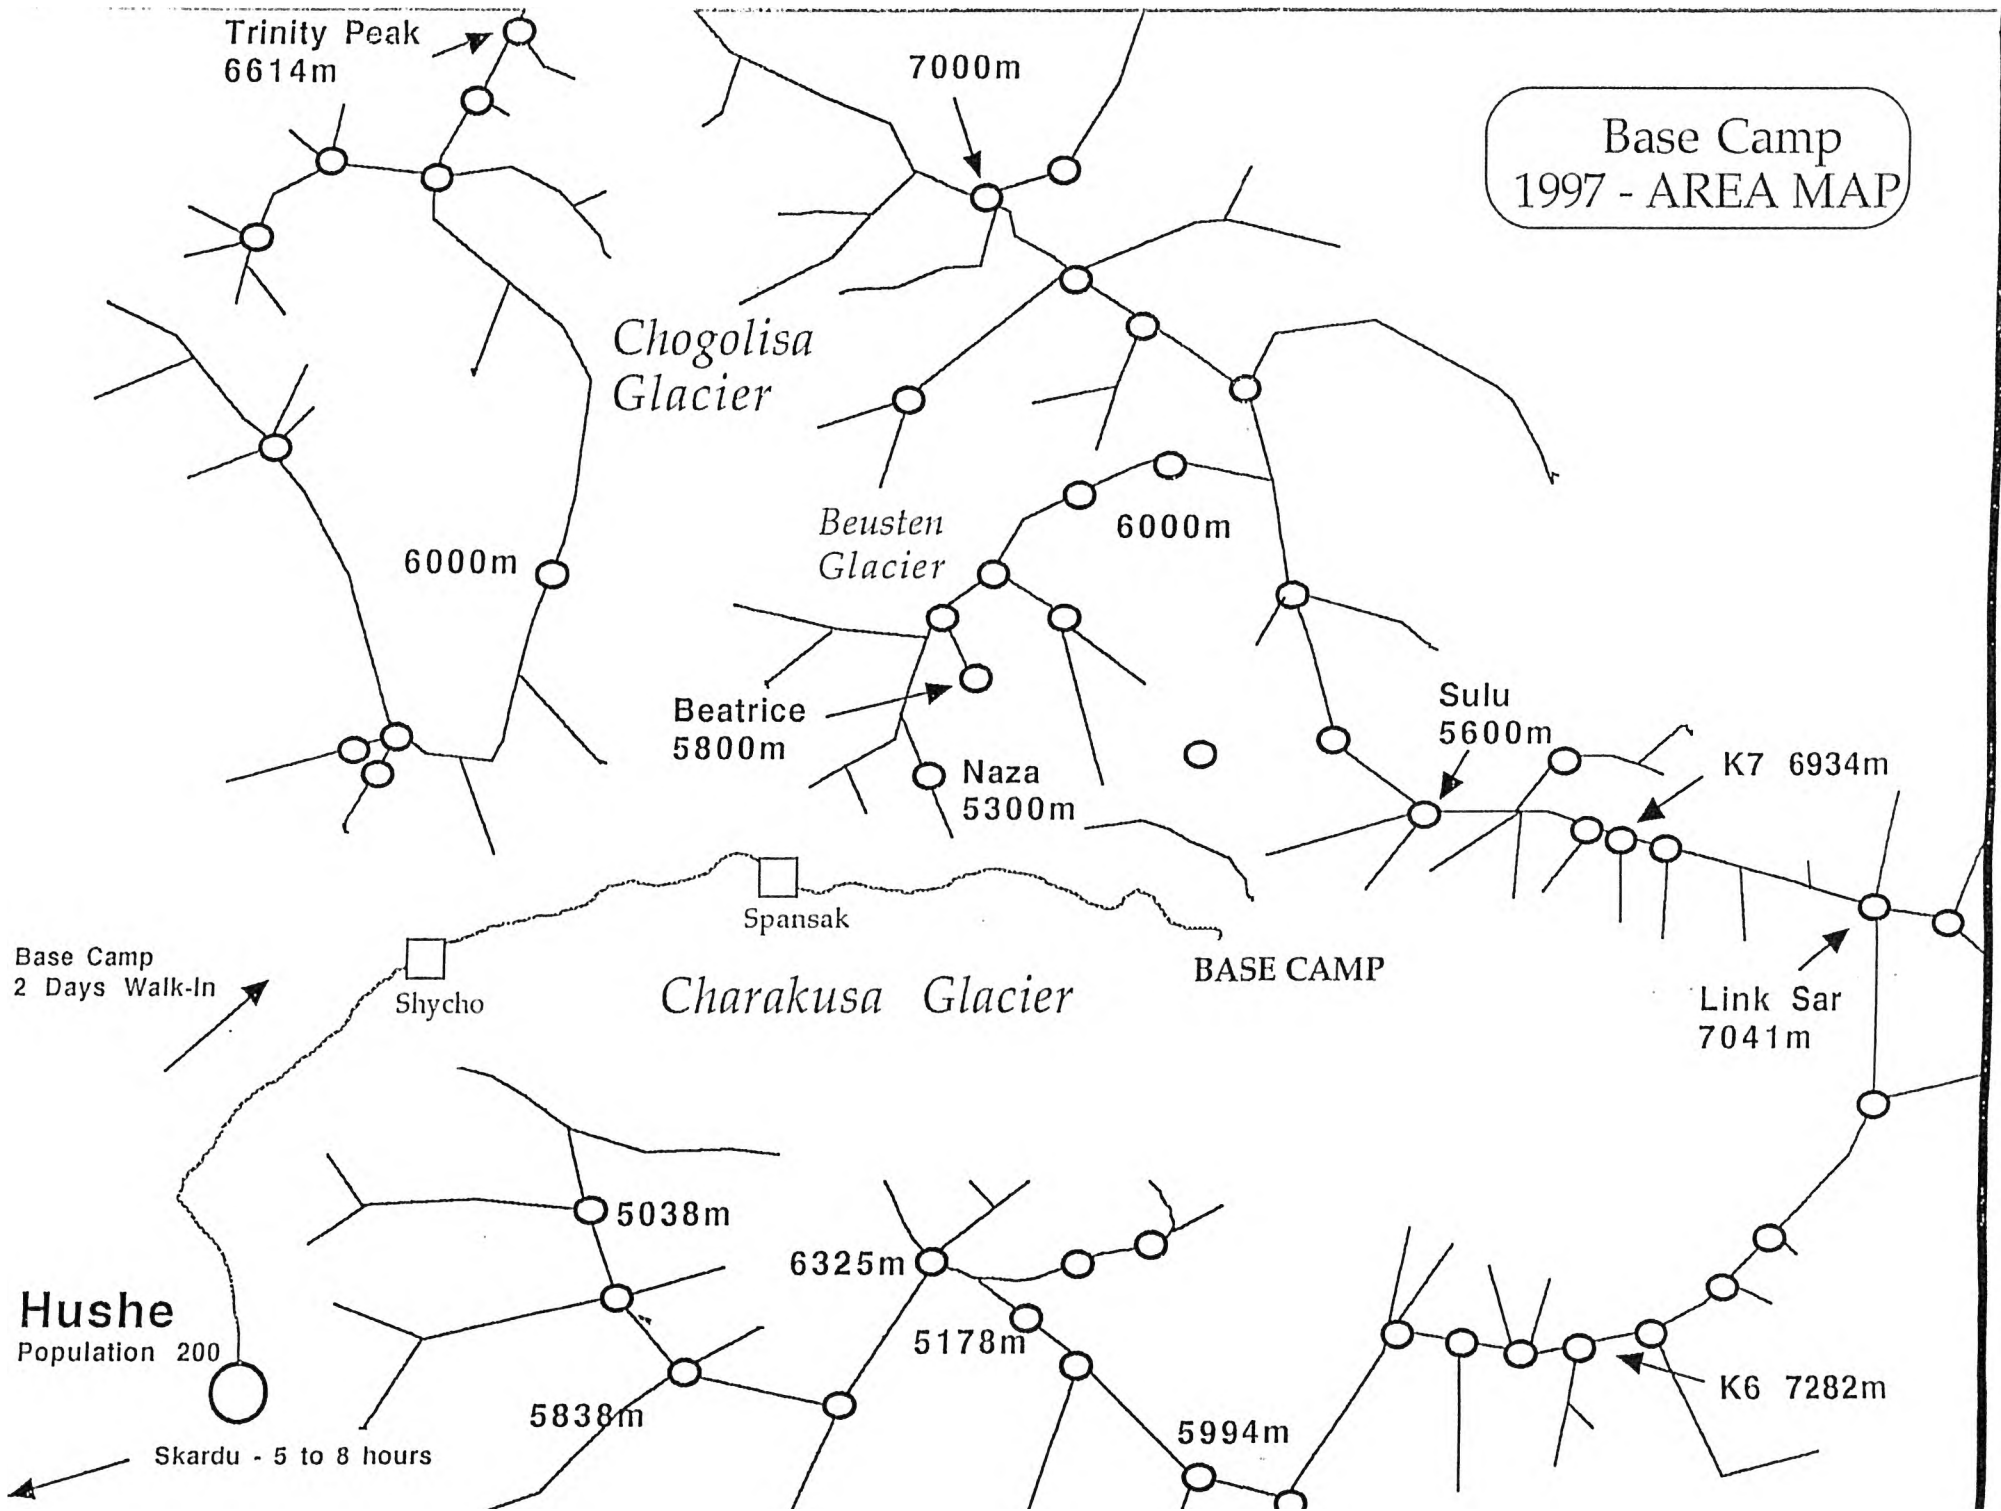 Trinity Peak
6614m
7000m
Base Camp
1997 - AREA MAP
Chogolisa
Glacier
Beusten
Glacier
6000m
6000m
Beatrice
5800m
Naza
5300m
Sulu
5600m
K7 6934m
Spansak
Base Camp
2 Days Walk-In
Shycho
Charakusa Glacier
BASE CAMP
Link Sar
7041m
5038m
6325m
5178m
Hushe
Population 200
5838m
5994m
K6 7282m
Skardu - 5 to 8 hours